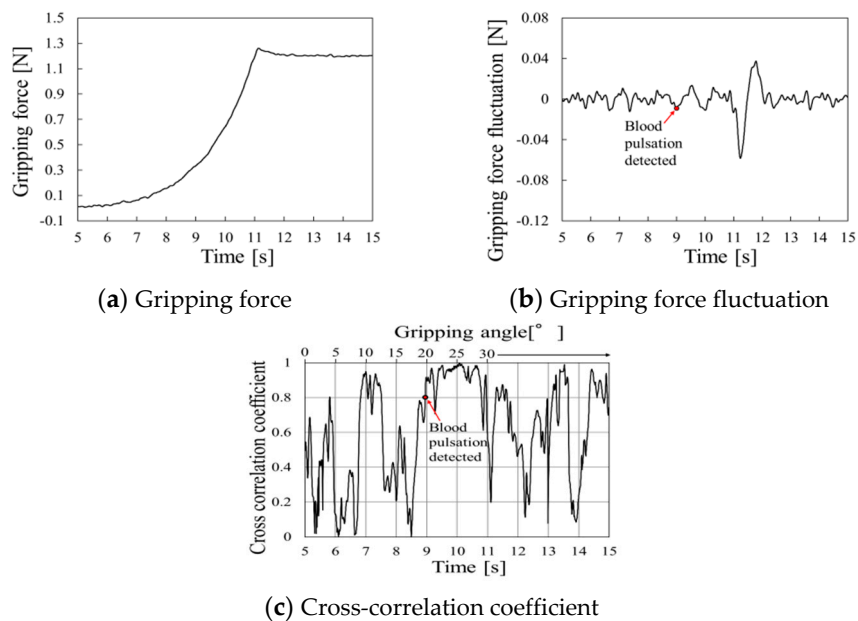 Gripping force [N]
1.5
1.3
1.1
0.9
0.7
0.5
0.3
0.1
-0.1
5 6 7 8 9 10 11 12 13 14 15
Time [s]
(a) Gripping force
Gripping force fluctuation [N]
0.08
0.04
0
-0.04
-0.08
-0.12
Blood
pulsation
detected
5 6 7 8 9 10 11 12 13 14 15
Time [s]
(b) Gripping force fluctuation
Gripping angle[° ]
0 5 10 15 20 25 30
Cross correlation coefficient
1
0.8
0.6
0.4
0.2
0
Blood
pulsation
detected
5 6 7 8 9 10 11 12 13 14 15
Time [s]
(c) Cross-correlation coefficient